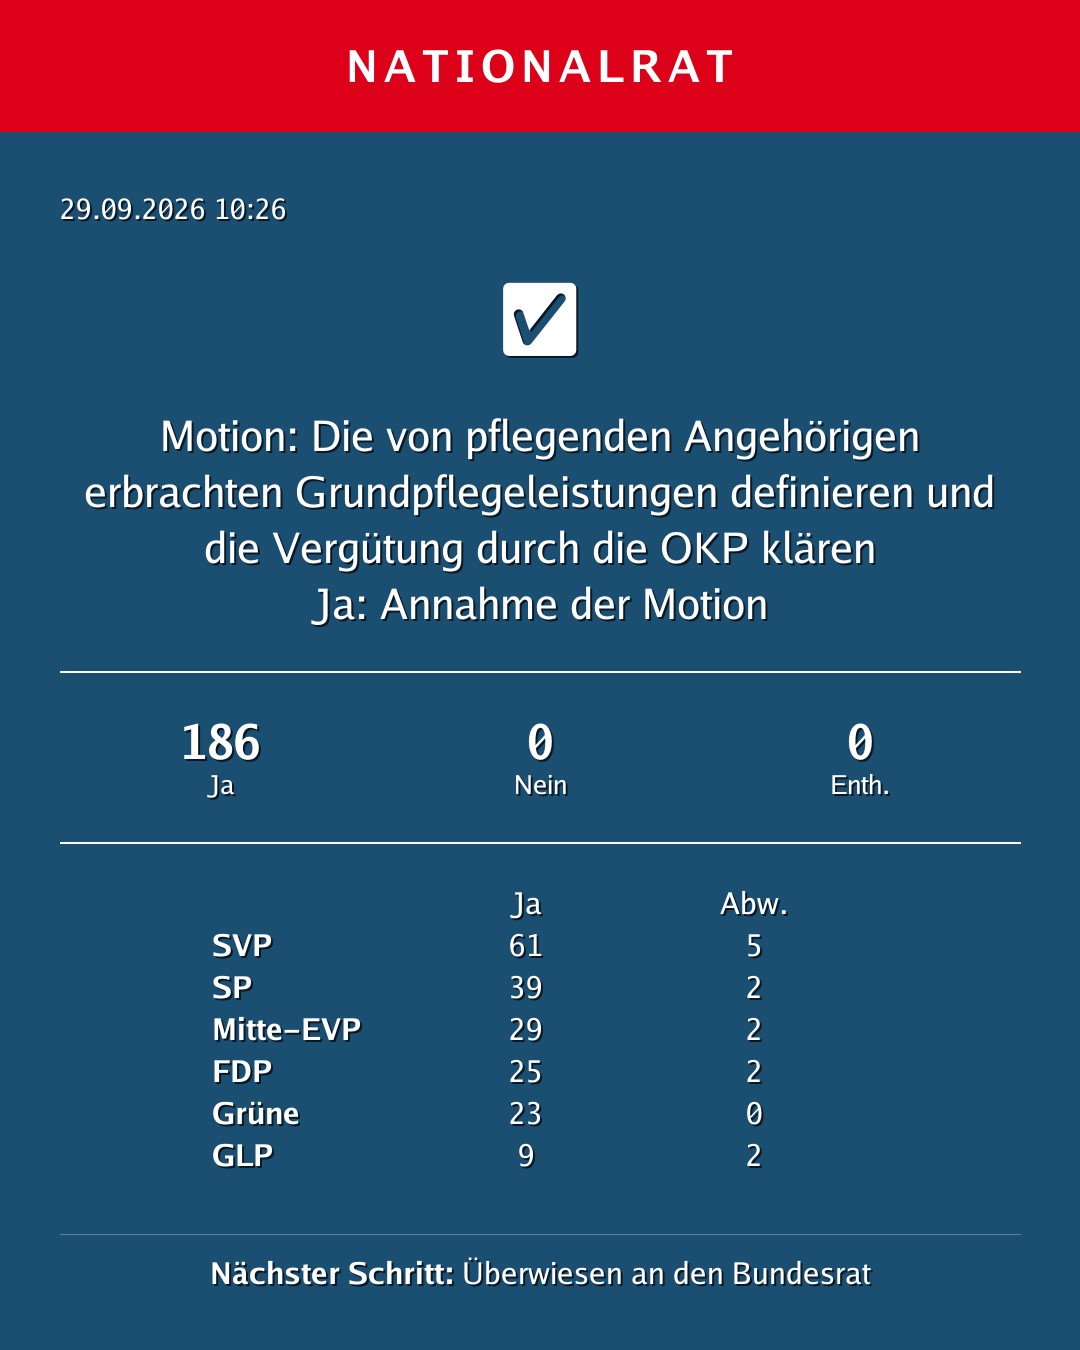 NATIONALRAT
29.09.2026 10:26
Motion: Die von pflegenden Angehörigen
erbrachten Grundpflegeleistungen definieren und
die Vergütung durch die OKP klären
Ja: Annahme der Motion
186 0 0
Ja Nein Enth.
Ja Abw.
SVP 61 5
SP 39 2
Mitte-EVP 29 2
FDP 25 2
Grüne 23 0
GLP 9 2
Nächster Schritt: Überwiesen an den Bundesrat